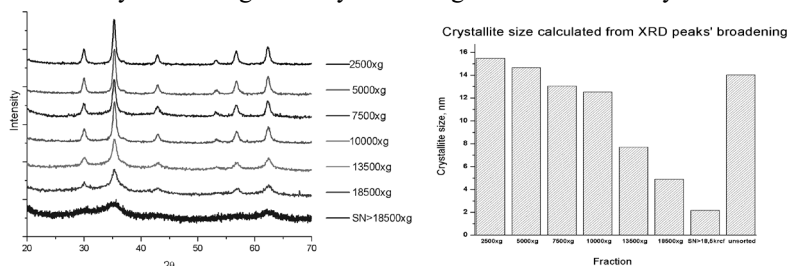 2500xg
5000xg
7500xg
10000xg
13500xg
18500xg
SN>18500xg
Intensity
20 30 40 50 60 70
2θ
Crystallite size calculated from XRD peaks' broadening
Crystallite size, nm
16
14
12
10
8
6
4
2
0
2500xg 5000xg 7500xg 10000xg 13500xg 18500xg SN>18,5krcf unsorted
Fraction